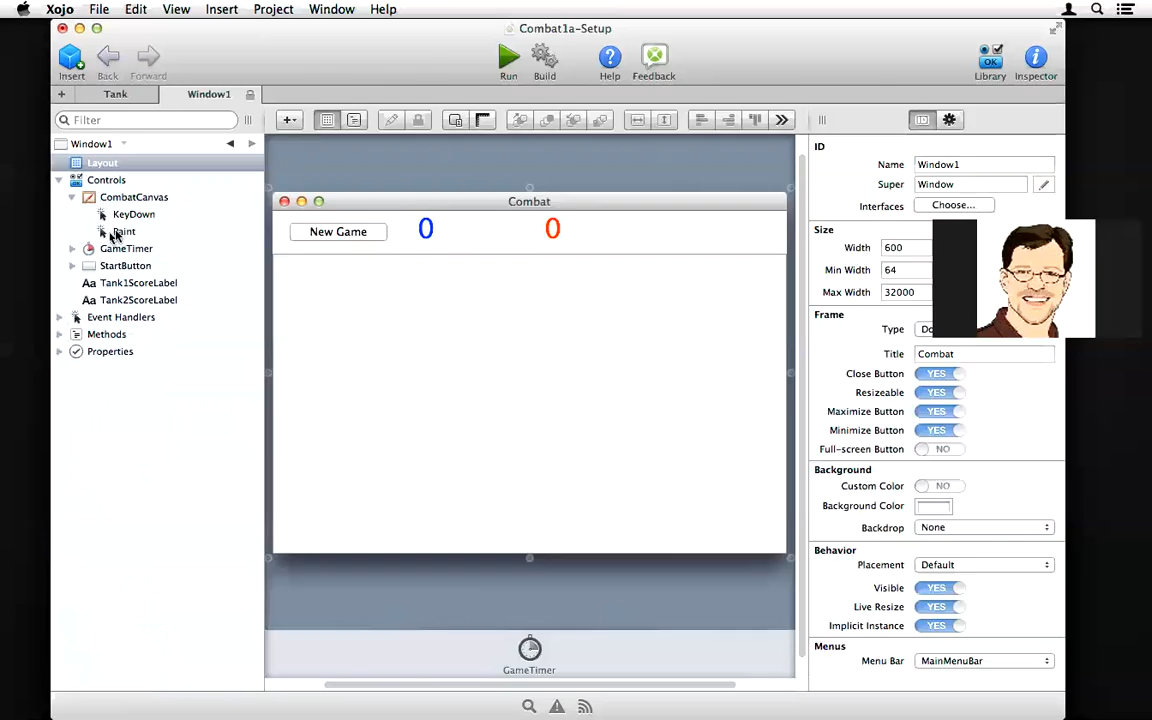 Xojo File Edit View Insert Project Window Help
Combat1a-Setup
Insert Back Forward Run Build Help Feedback Library Inspector
Tank Window1
Filter
Window1
Layout
Controls
CombatCanvas
KeyDown
Paint
GameTimer
StartButton
Aa Tank1ScoreLabel
Aa Tank2ScoreLabel
Event Handlers
Methods
Properties
Combat
New Game 0 0
GameTimer
ID
Name Window1
Super Window
Interfaces Choose...
Size
Width 600
Min Width 64
Max Width 32000
Frame
Type
Title Combat
Close Button YES
Resizeable YES
Maximize Button YES
Minimize Button YES
Full-screen Button NO
Background
Custom Color NO
Background Color
Backdrop None
Behavior
Placement Default
Visible YES
Live Resize YES
Implicit Instance YES
Menus
Menu Bar MainMenuBar